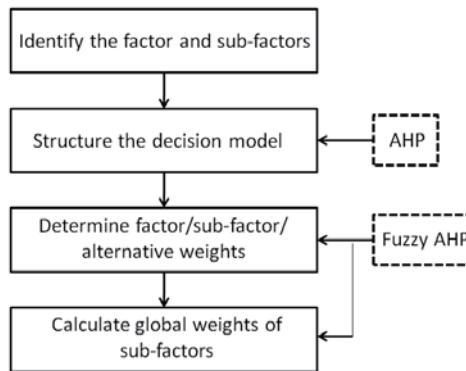 Identify the factor and sub-factors
Structure the decision model
AHP
Determine factor/sub-factor/
alternative weights
Fuzzy AHP
Calculate global weights of
sub-factors